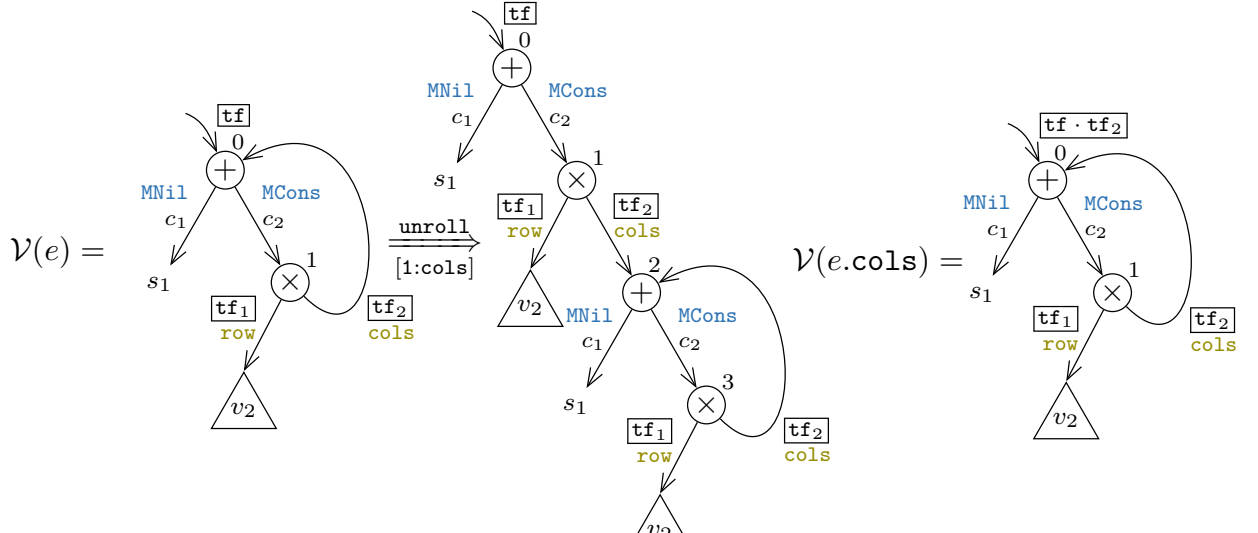 tf
0
+
MNil MCons
c₁ c₂
s₁
1
×
tf₁ tf₂
row cols
v₂
2
+
MNil MCons
c₁ c₂
s₁
3
×
tf₁ tf₂
row cols
v₂
𝒱(e) =
tf
0
+
MNil MCons
c₁ c₂
s₁
1
×
tf₁ tf₂
row cols
v₂
unroll
[1:cols]
𝒱(e.cols) =
tf · tf₂
0
+
MNil MCons
c₁ c₂
s₁
1
×
tf₁ tf₂
row cols
v₂